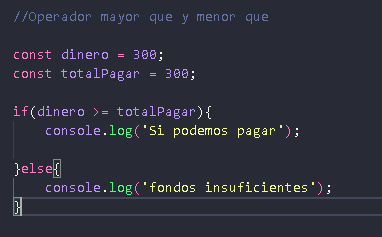 //Operador mayor que y menor que
const dinero = 300;
const totalPagar = 300;
if(dinero >= totalPagar){
console.log('Si podemos pagar');
}else{
console.log('fondos insuficientes');
}